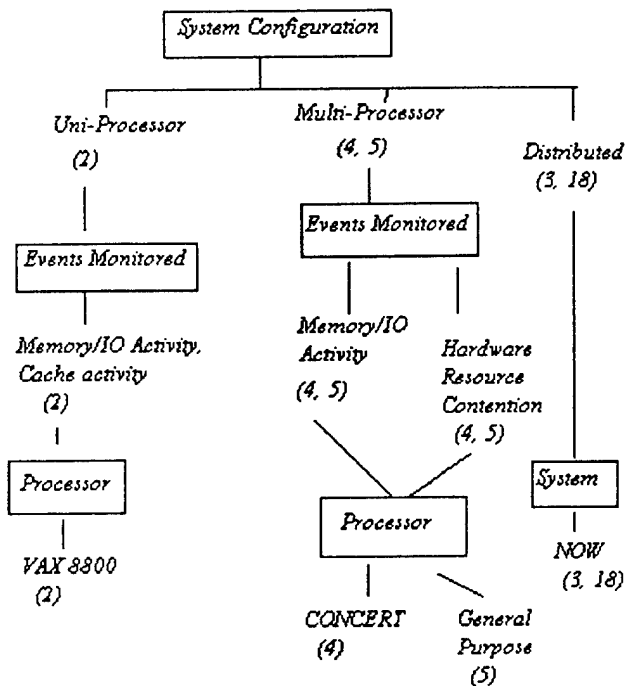 System Configuration
Uni-Processor
(2)
Multi-Processor
(4, 5)
Distributed
(3, 18)
Events Monitored
Events Monitored
Memory/IO Activity,
Cache activity
(2)
Memory/IO
Activity
(4, 5)
Hardware
Resource
Contention
(4, 5)
Processor
Processor
System
VAX 8800
(2)
CONCERT
(4)
General
Purpose
(5)
NOW
(3, 18)